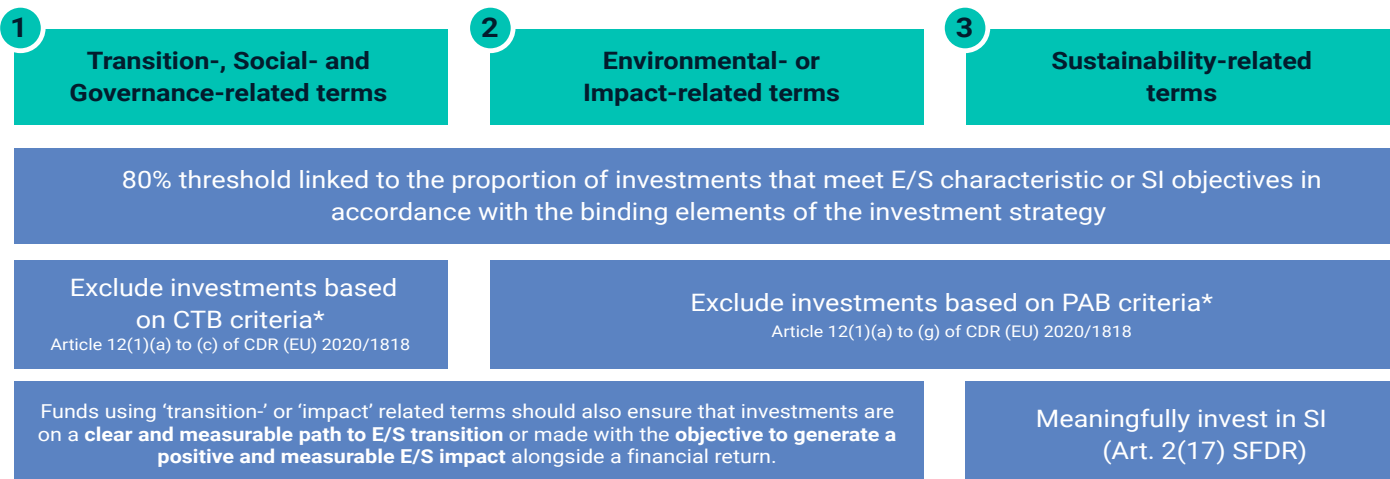 1
Transition-, Social- and
Governance-related terms
2
Environmental- or
Impact-related terms
3
Sustainability-related
terms
80% threshold linked to the proportion of investments that meet E/S characteristic or SI objectives in
accordance with the binding elements of the investment strategy
Exclude investments based
on CTB criteria*
Article 12(1)(a) to (c) of CDR (EU) 2020/1818
Exclude investments based on PAB criteria*
Article 12(1)(a) to (g) of CDR (EU) 2020/1818
Funds using ‘transition-’ or ‘impact’ related terms should also ensure that investments are
on a clear and measurable path to E/S transition or made with the objective to generate a
positive and measurable E/S impact alongside a financial return.
Meaningfully invest in SI
(Art. 2(17) SFDR)